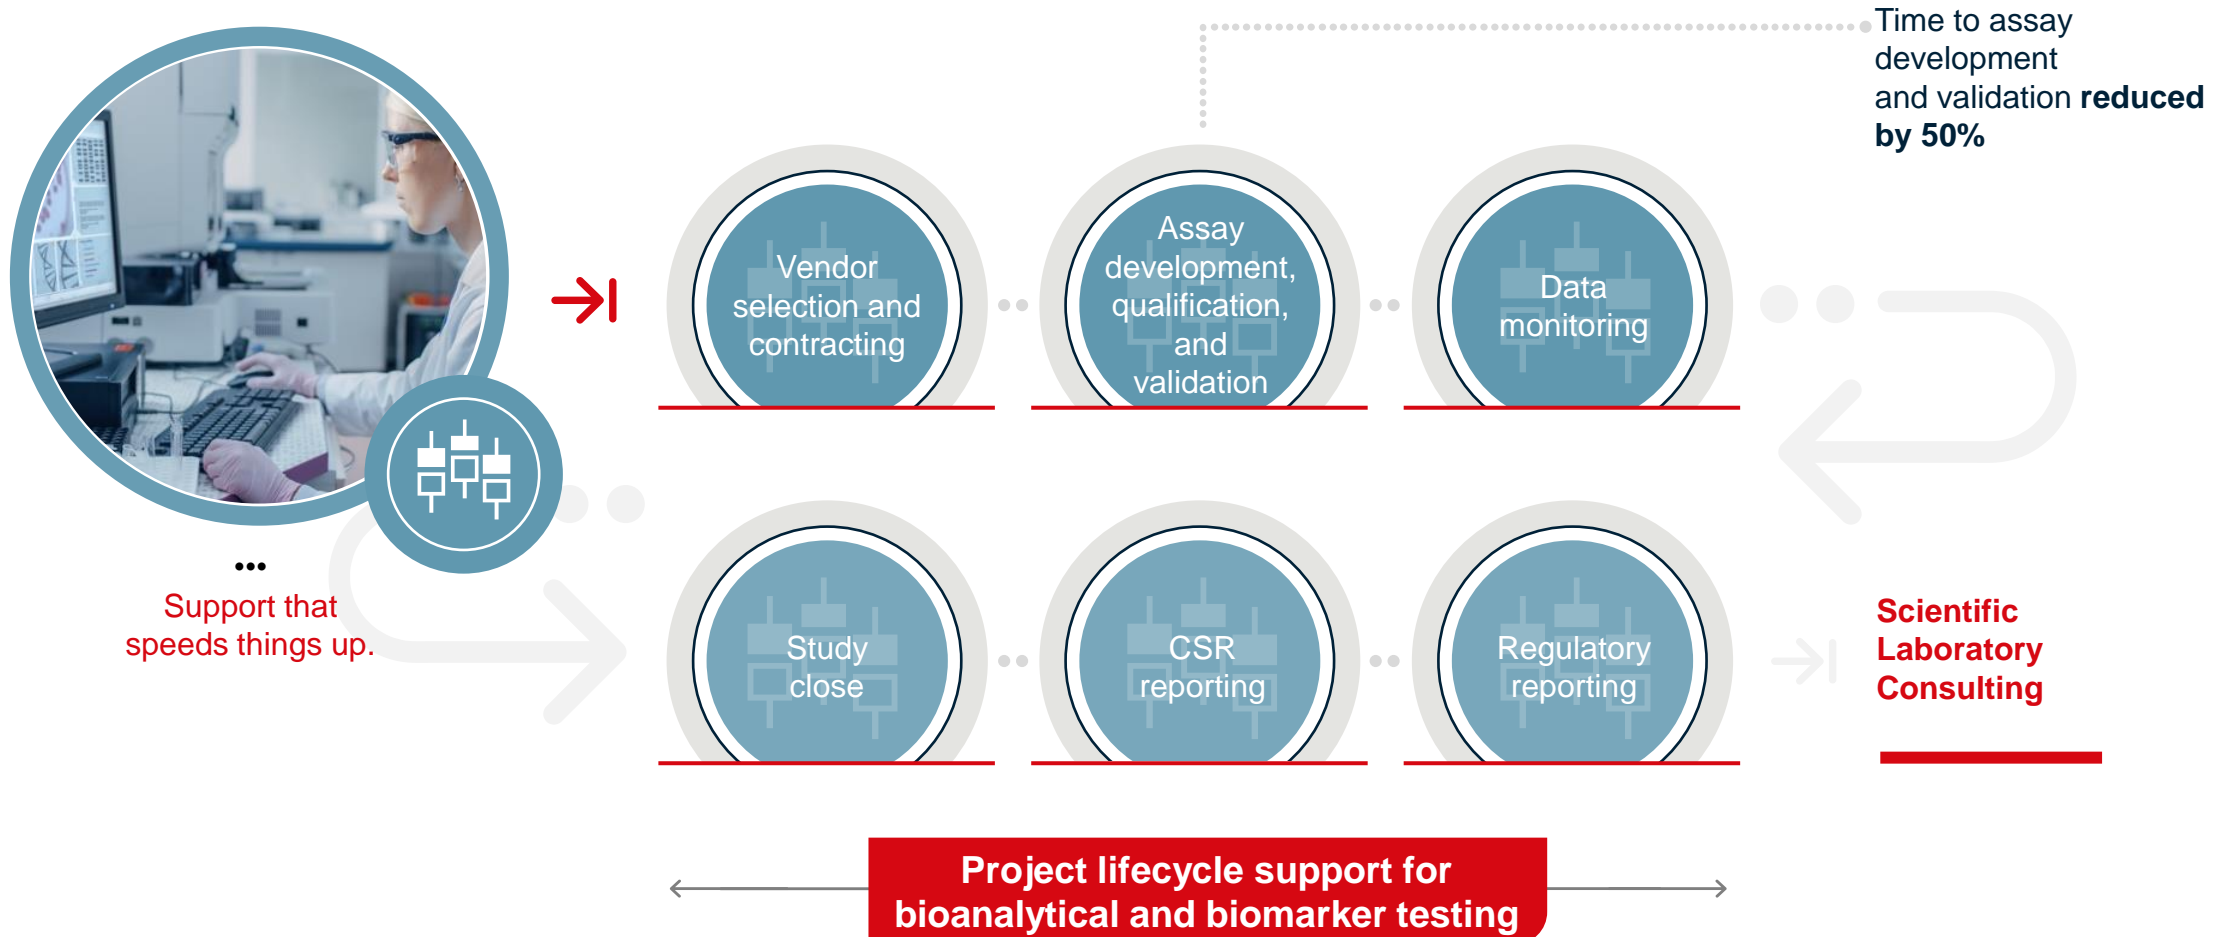 Time to assay
development
and validation reduced
by 50%
Vendor
selection and
contracting
Assay
development,
qualification,
and
validation
Data
monitoring
•••
Support that
speeds things up.
Study
close
CSR
reporting
Regulatory
reporting
Scientific
Laboratory
Consulting
Project lifecycle support for
bioanalytical and biomarker testing